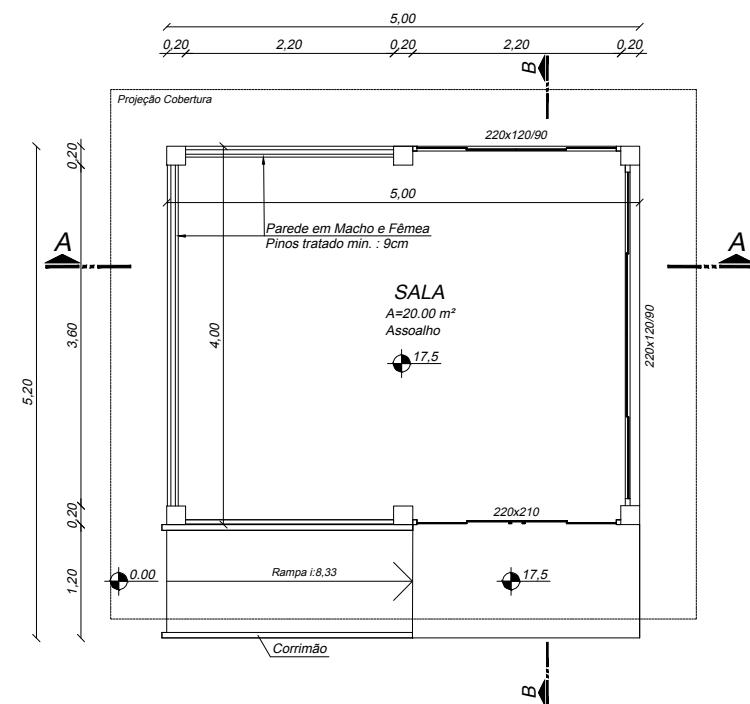 5,00
0,20 2,20 0,20 2,20 0,20
B
Projeção Cobertura
220x120/90
0,20
5,00
Parede em Macho e Fêmea
Pinos tratado min. : 9cm
A
A
SALA
A=20.00 m²
Assoalho
17,5
3,60
4,00
220x120/90
5,20
0,20
220x210
1,20
0.00
Rampa i:8,33
17,5
Corrimão
B